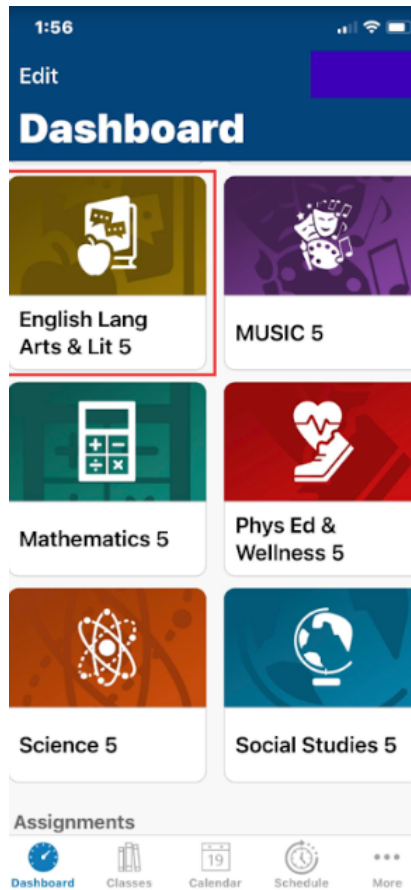 1:56
Edit
Dashboard
English Lang
Arts & Lit 5
MUSIC 5
Mathematics 5
Phys Ed &
Wellness 5
Science 5
Social Studies 5
Assignments
19
Dashboard Classes Calendar Schedule More